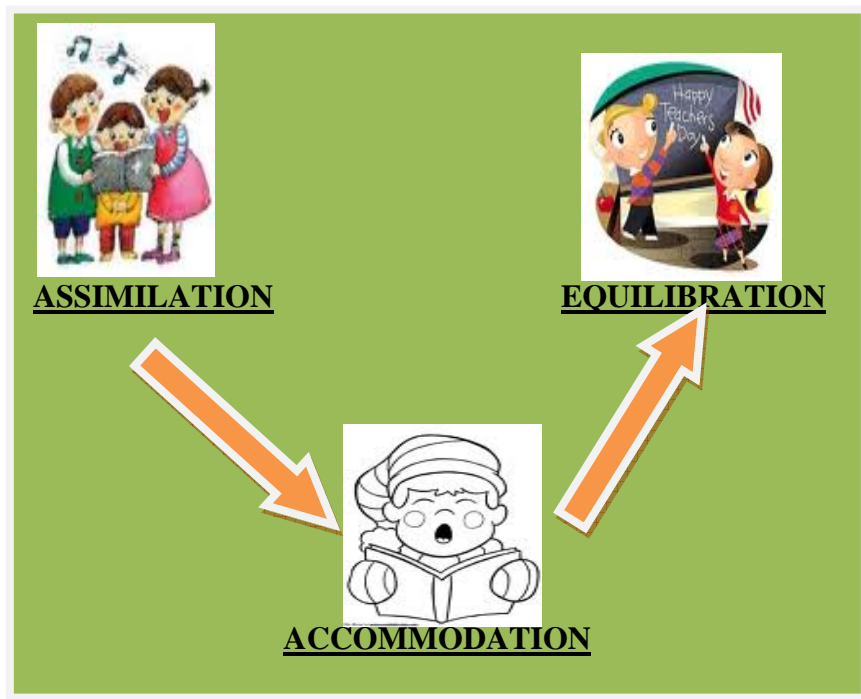 Happy
Teachers
Day
ASSIMILATION
EQUILIBRATION
ACCOMMODATION